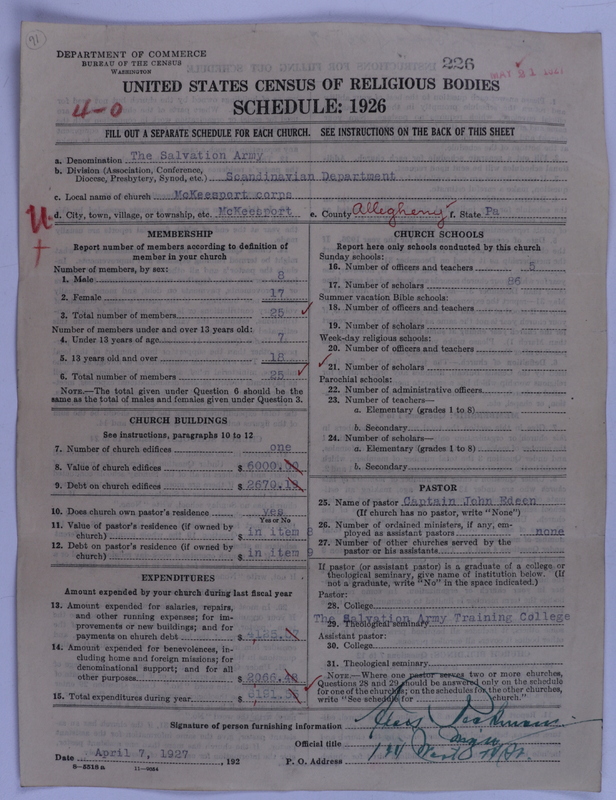 91
DEPARTMENT OF COMMERCE
BUREAU OF THE CENSUS
WASHINGTON
226
UNITED STATES CENSUS OF RELIGIOUS BODIES
4-0
SCHEDULE: 1926
FILL OUT A SEPARATE SCHEDULE FOR EACH CHURCH. SEE INSTRUCTIONS ON THE BACK OF THIS SHEET
a. Denomination The Salvation Army
b. Division (Association, Conference, Diocese, Presbytery, Synod, etc.) Scandinavian Department
c. Local name of church McKeesport corps
d. City, town, village, or township, etc. McKeesport e. County Allegheny f. State Pa
MEMBERSHIP
Report number of members according to definition of
member in your church
Number of members, by sex:
1. Male 8
2. Female 17
3. Total number of members 25
Number of members under and over 13 years old:
4. Under 13 years of age 7
5. 13 years old and over 18
6. Total number of members 25
NOTE.—The total given under Question 6 should be
same as the total of males and females given under Question 3.
CHURCH BUILDINGS
See instructions, paragraphs 10 to 12
7. Number of church edifices one
8. Value of church edifices $ 6000.
9. Debt on church edifices $ 2670.
10. Does church own pastor's residence yes
Yes or No
11. Value of pastor's residence (if owned by
church) $ in item 8
12. Debt on pastor's residence (if owned by
church) $ in item 9
EXPENDITURES
Amount expended by your church during last fiscal year
13. Amount expended for salaries, repairs,
and other running expenses; for im-
provements or new buildings; and for
payments on church debt $
14. Amount expended for benevolences, in-
cluding home and foreign missions; for
denominational support; and for all
other purposes $ 2066.
15. Total expenditures during year $
CHURCH SCHOOLS
Report here only schools conducted by this church
Sunday schools:
16. Number of officers and teachers 5
17. Number of scholars 86
Summer vacation Bible schools:
18. Number of officers and teachers
19. Number of scholars
Week-day religious schools:
20. Number of officers and teachers
21. Number of scholars
Parochial schools:
22. Number of administrative officers
23. Number of teachers—
a. Elementary (grades 1 to 8)
b. Secondary
24. Number of scholars—
a. Elementary (grades 1 to 8)
b. Secondary
PASTOR
25. Name of pastor Captain John Edeen
(If church has no pastor, write "None")
26. Number of ordained ministers, if any, em-
ployed as assistant pastors none
27. Number of other churches served by the
pastor or his assistants
If pastor (or assistant pastor) is a graduate of a college or
theological seminary, give name of institution below. (If
not a graduate, write "No" in the space indicated.)
Pastor:
28. College
The Salvation Army Training College
29. Theological seminary
Assistant pastor:
30. College
31. Theological seminary
NOTE.—Where one pastor serves two or more churches,
Questions 28 and 29 should be answered only on the schedule
for one of the churches; on the schedules for the other churches,
write "See schedule for church."
Signature of person furnishing information
Official title
Date April 7, 1927, 192 P. O. Address
8-5518a 11-9864